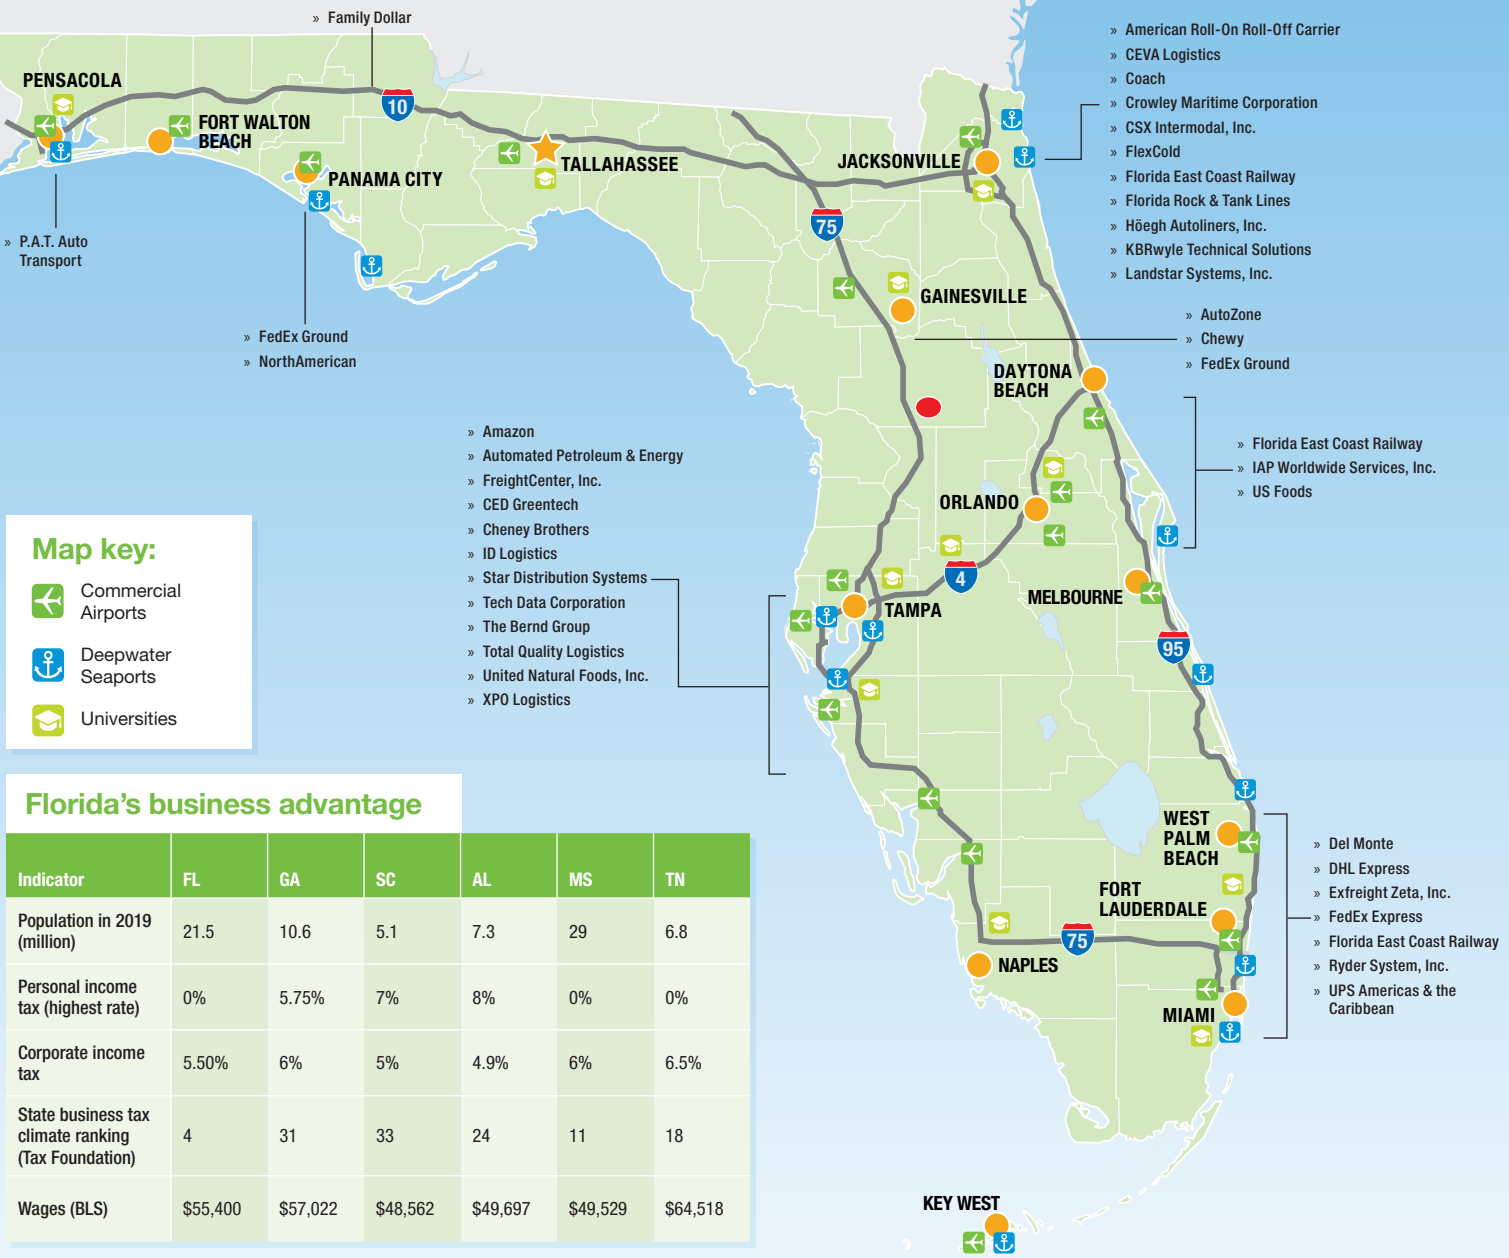 » Family Dollar
PENSACOLA
10
FORT WALTON
BEACH
PANAMA CITY
TALLAHASSEE
JACKSONVILLE
» American Roll-On Roll-Off Carrier
» CEVA Logistics
» Coach
» Crowley Maritime Corporation
» CSX Intermodal, Inc.
» FlexCold
» Florida East Coast Railway
» Florida Rock & Tank Lines
» Höegh Autoliners, Inc.
» KBRwyle Technical Solutions
» Landstar Systems, Inc.
» P.A.T. Auto
Transport
75
» FedEx Ground
» NorthAmerican
GAINESVILLE
» AutoZone
» Chewy
» FedEx Ground
DAYTONA
BEACH
» Florida East Coast Railway
» IAP Worldwide Services, Inc.
» US Foods
» Amazon
» Automated Petroleum & Energy
» FreightCenter, Inc.
» CED Greentech
» Cheney Brothers
» ID Logistics
» Star Distribution Systems
» Tech Data Corporation
» The Bernd Group
» Total Quality Logistics
» United Natural Foods, Inc.
» XPO Logistics
ORLANDO
4
TAMPA
MELBOURNE
95
Map key:
Commercial
Airports
Deepwater
Seaports
Universities
WEST
PALM
BEACH
FORT
LAUDERDALE
75
NAPLES
MIAMI
» Del Monte
» DHL Express
» Exfreight Zeta, Inc.
» FedEx Express
» Florida East Coast Railway
» Ryder System, Inc.
» UPS Americas & the
Caribbean
KEY WEST
Florida's business advantage
Indicator FL GA SC AL MS TN
Population in 2019
(million) 21.5 10.6 5.1 7.3 29 6.8
Personal income
tax (highest rate) 0% 5.75% 7% 8% 0% 0%
Corporate income
tax 5.50% 6% 5% 4.9% 6% 6.5%
State business tax
climate ranking 4 31 33 24 11 18
(Tax Foundation)
Wages (BLS) $55,400 $57,022 $48,562 $49,697 $49,529 $64,518